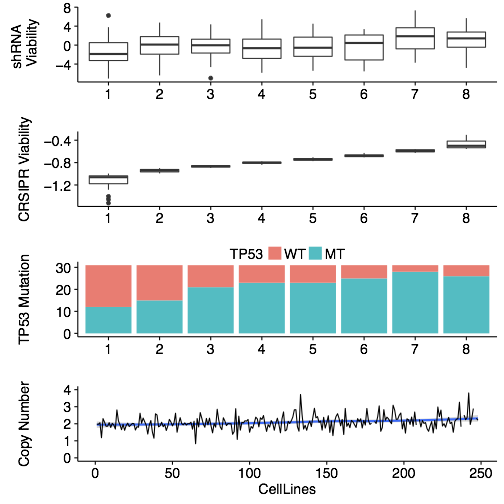 shRNA
Viability
4
0
−4
1 2 3 4 5 6 7 8
CRSIPR Viability
−0.4
−0.8
−1.2
1 2 3 4 5 6 7 8
TP53 WT MT
TP53 Mutation
30
20
10
0
1 2 3 4 5 6 7 8
Copy Number
4
3
2
1
0
0 50 100 150 200 250
CellLines